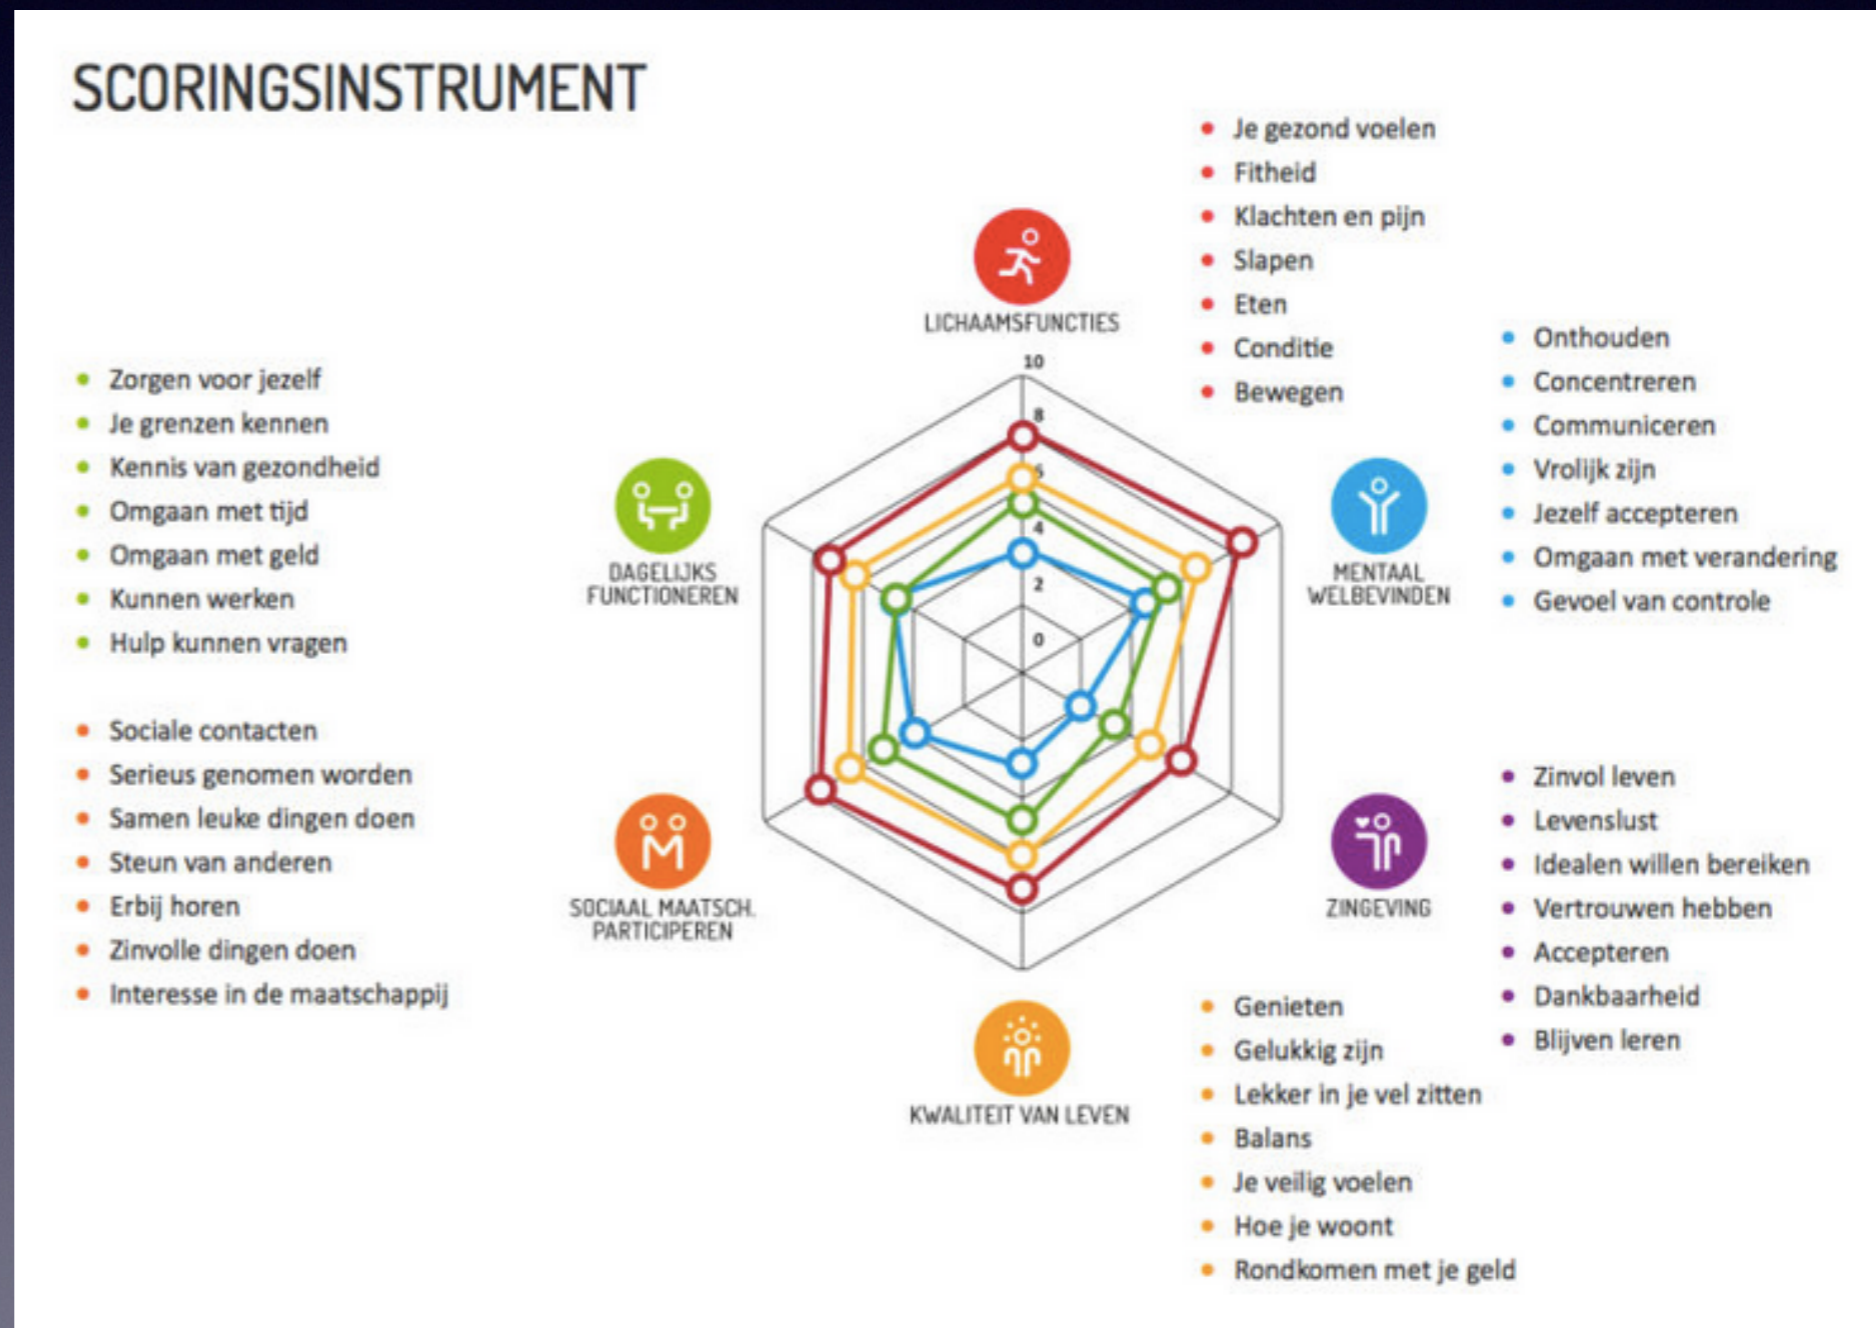 SCORINGSINSTRUMENT
Je gezond voelen
Fitheid
Klachten en pijn
Slapen
Eten
Conditie
Bewegen
LICHAAMSFUNCTIES
Onthouden
Concentreren
Communiceren
Vrolijk zijn
Jezelf accepteren
Omgaan met verandering
Gevoel van controle
MENTAAL
WELBEVINDEN
Zorgen voor jezelf
Je grenzen kennen
Kennis van gezondheid
Omgaan met tijd
Omgaan met geld
Kunnen werken
Hulp kunnen vragen
DAGELIJKS
FUNCTIONEREN
10
8
6
4
2
0
Sociale contacten
Serieus genomen worden
Samen leuke dingen doen
Steun van anderen
Erbij horen
Zinvolle dingen doen
Interesse in de maatschappij
SOCIAAL MAATSCH.
PARTICIPEREN
ZINGEVING
Zinvol leven
Levenslust
Idealen willen bereiken
Vertrouwen hebben
Accepteren
Dankbaarheid
Blijven leren
KWALITEIT VAN LEVEN
Genieten
Gelukkig zijn
Lekker in je vel zitten
Balans
Je veilig voelen
Hoe je woont
Rondkomen met je geld